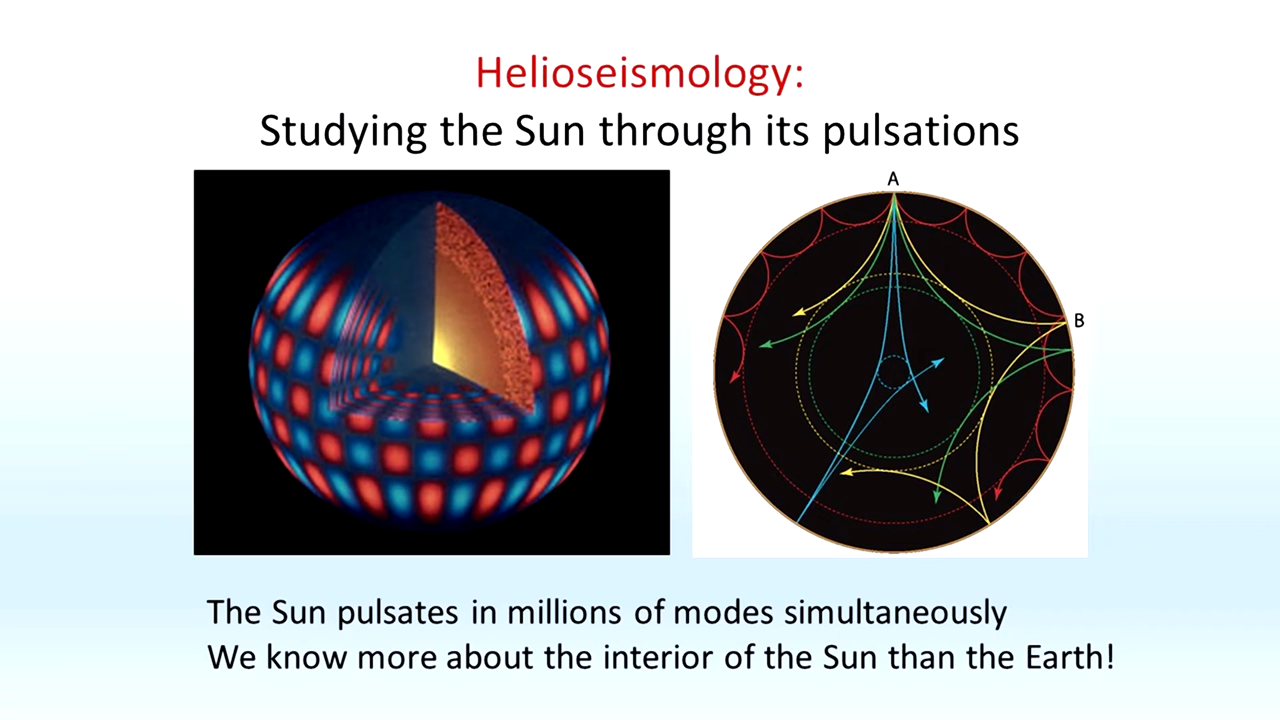 Helioseismology:
Studying the Sun through its pulsations
A
B
The Sun pulsates in millions of modes simultaneously
We know more about the interior of the Sun than the Earth!